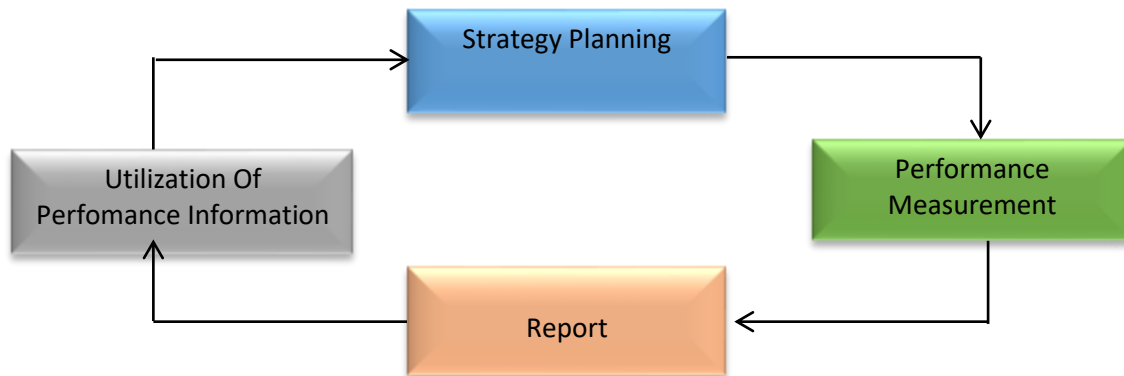 Strategy Planning
Performance
Measurement
Report
Utilization Of
Perfomance Information